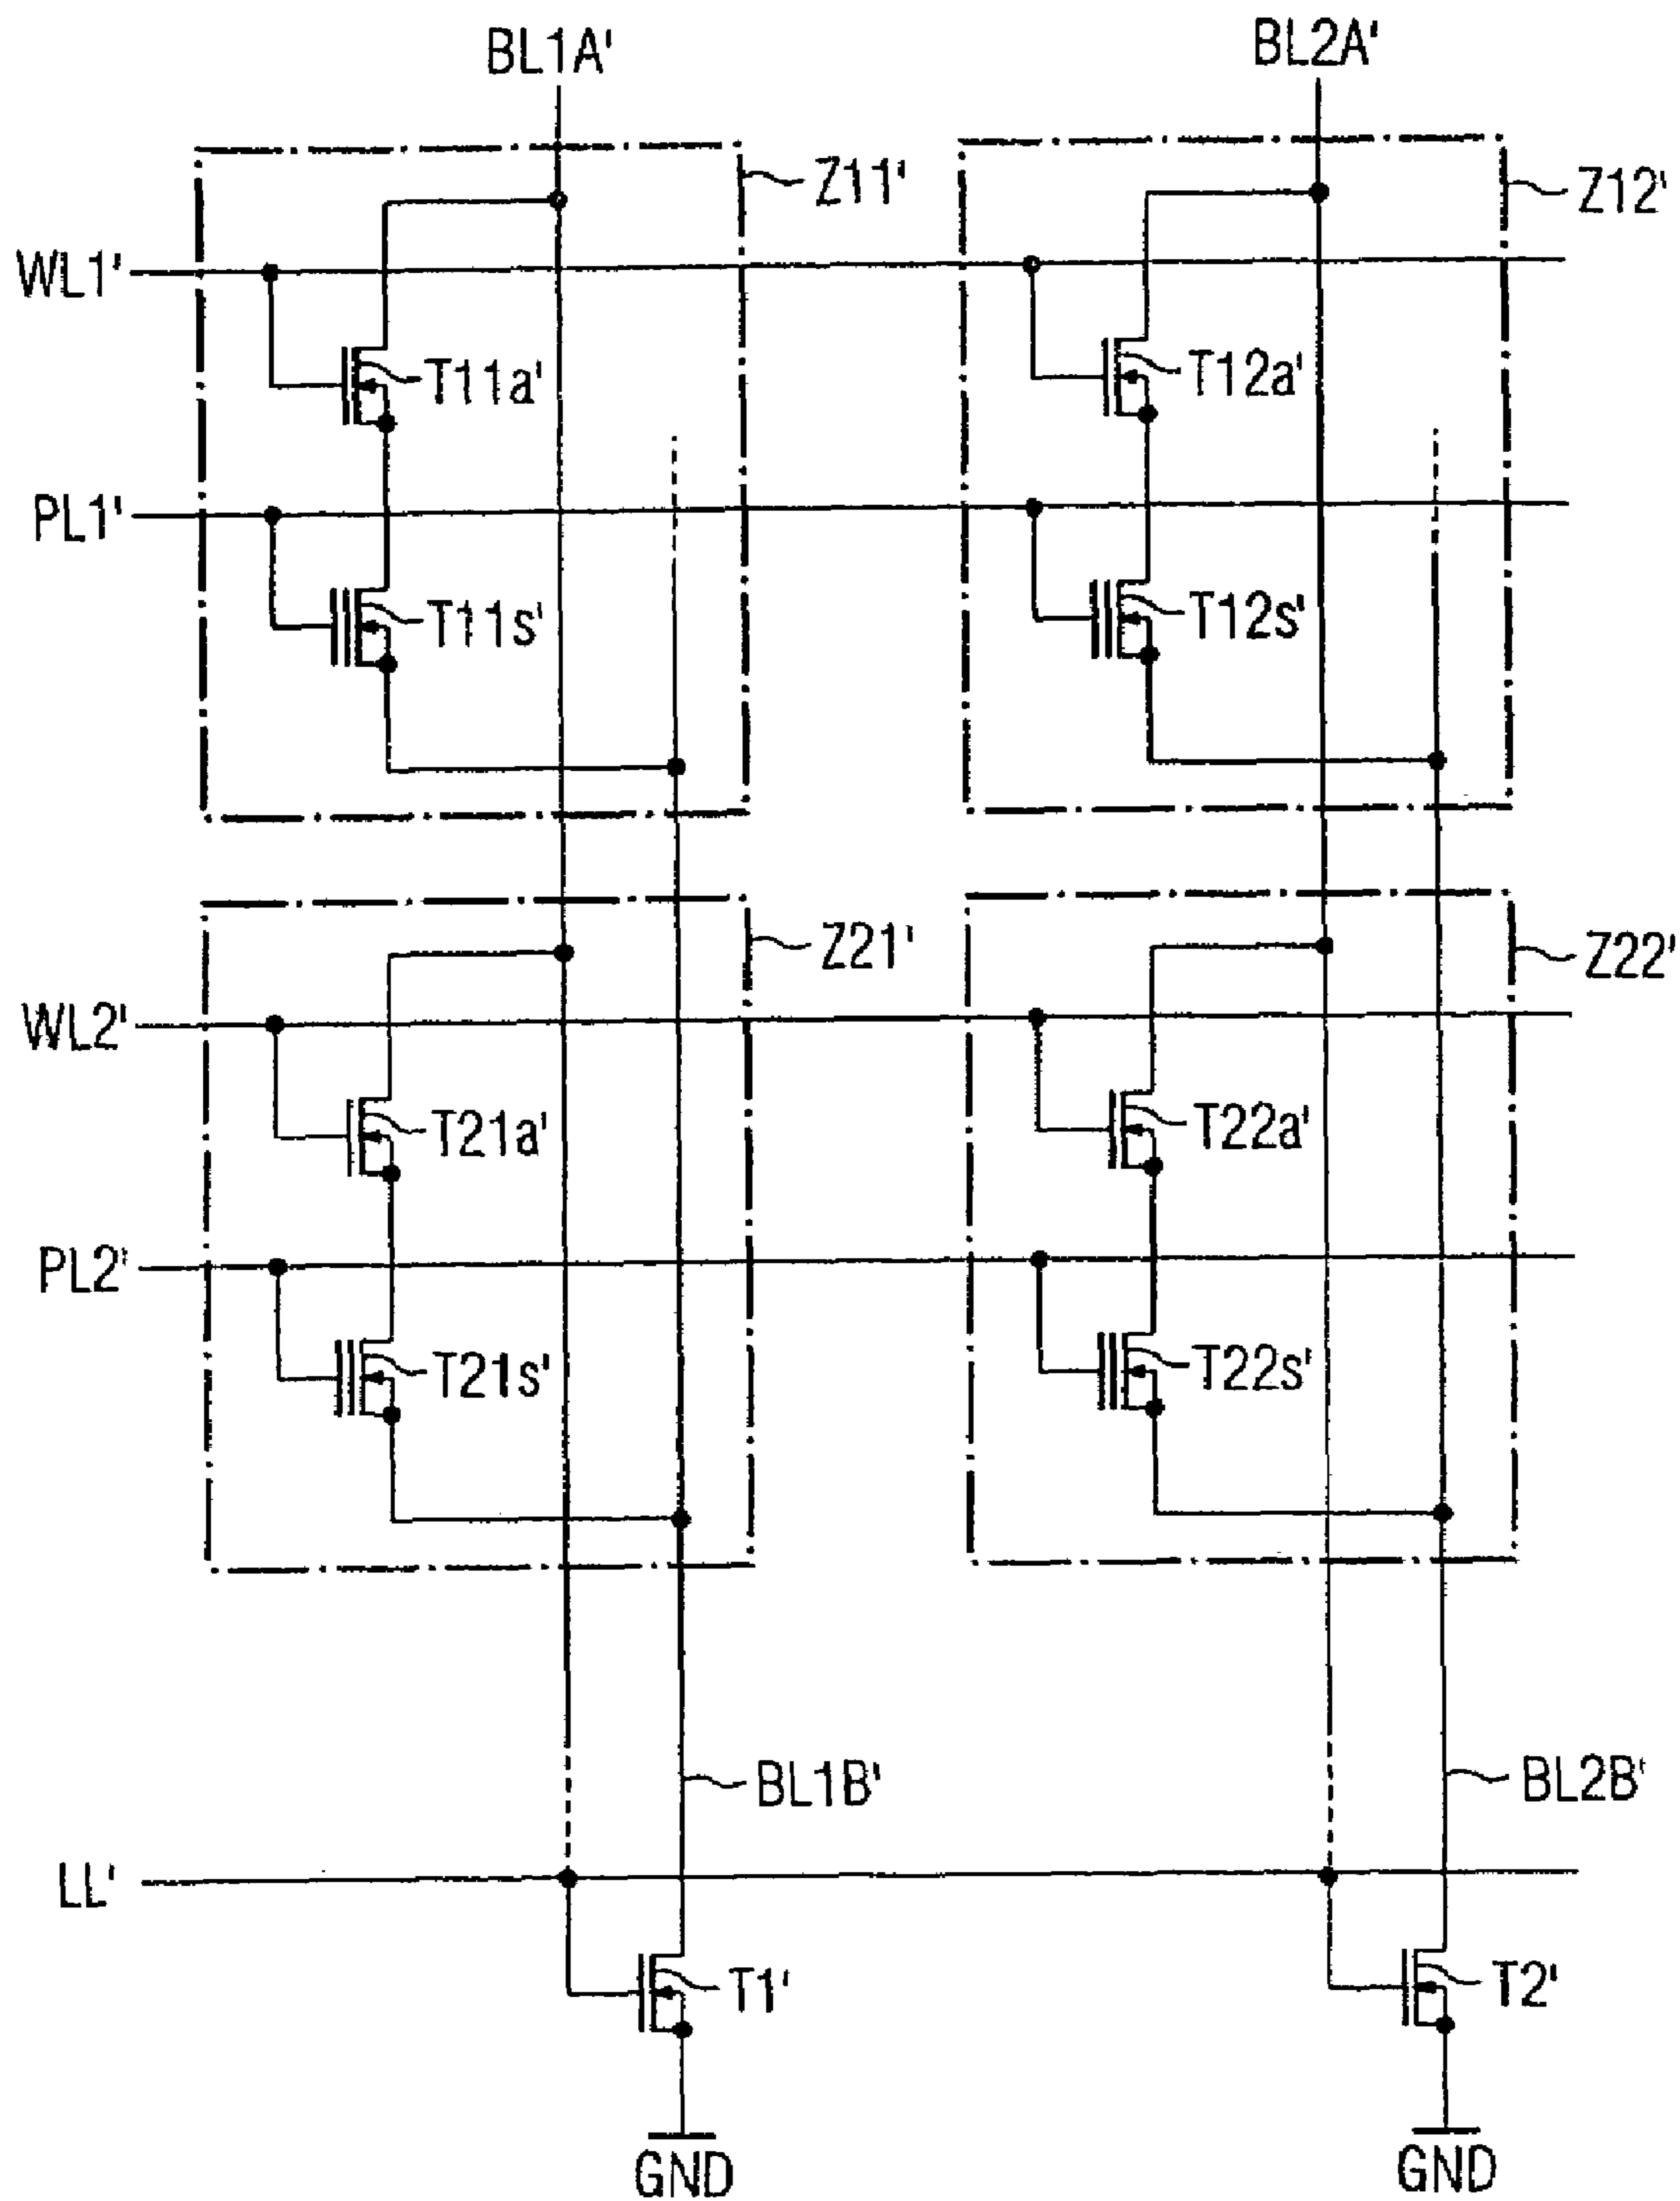 BL1A'
BL2A'
Z11'
Z12'
WL1'
T11a'
T12a'
PL1'
T11s'
T12s'
Z21'
Z22'
WL2'
T21a'
T22a'
PL2'
T21s'
T22s'
BL1B'
BL2B'
LL'
T1'
T2'
GND
GND